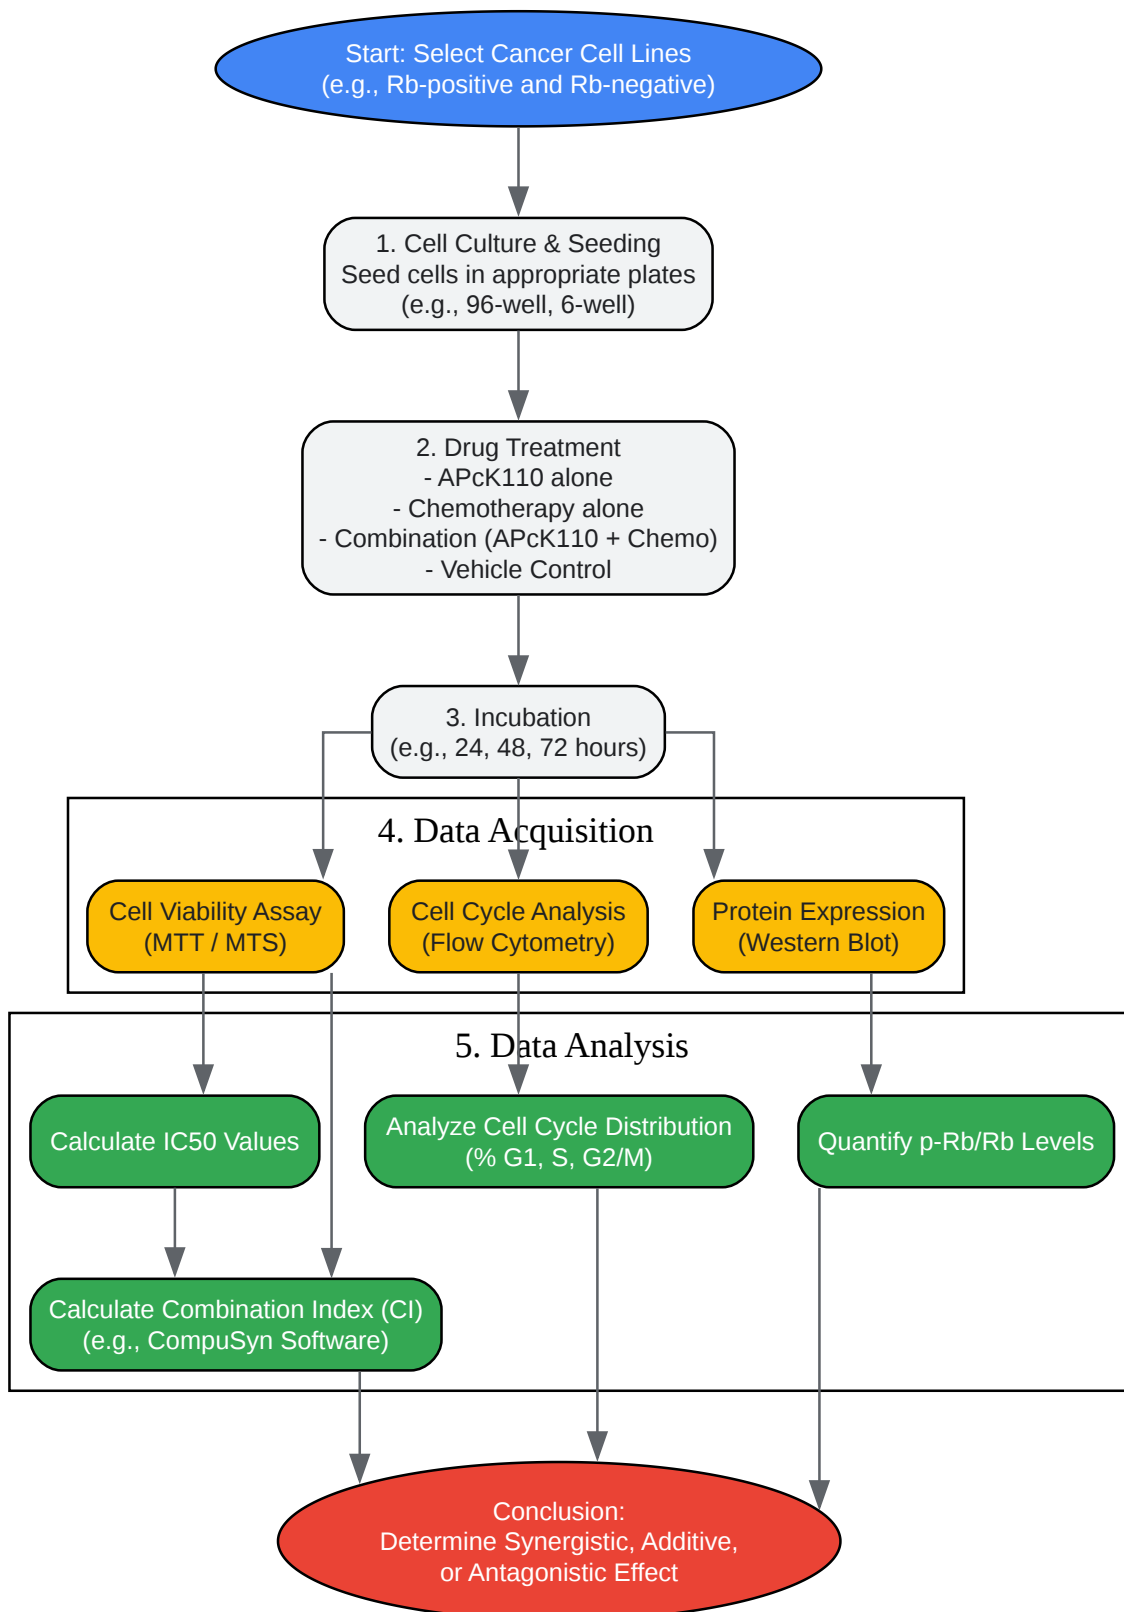 Start: Select Cancer Cell Lines
(e.g., Rb-positive and Rb-negative)
1. Cell Culture & Seeding
Seed cells in appropriate plates
(e.g., 96-well, 6-well)
2. Drug Treatment
- APcK110 alone
- Chemotherapy alone
- Combination (APcK110 + Chemo)
- Vehicle Control
3. Incubation
(e.g., 24, 48, 72 hours)
4. Data Acquisition
Cell Viability Assay
(MTT / MTS)
Cell Cycle Analysis
(Flow Cytometry)
Protein Expression
(Western Blot)
5. Data Analysis
Calculate IC50 Values
Analyze Cell Cycle Distribution
(% G1, S, G2/M)
Quantify p-Rb/Rb Levels
Calculate Combination Index (CI)
(e.g., CompuSyn Software)
Conclusion:
Determine Synergistic, Additive,
or Antagonistic Effect